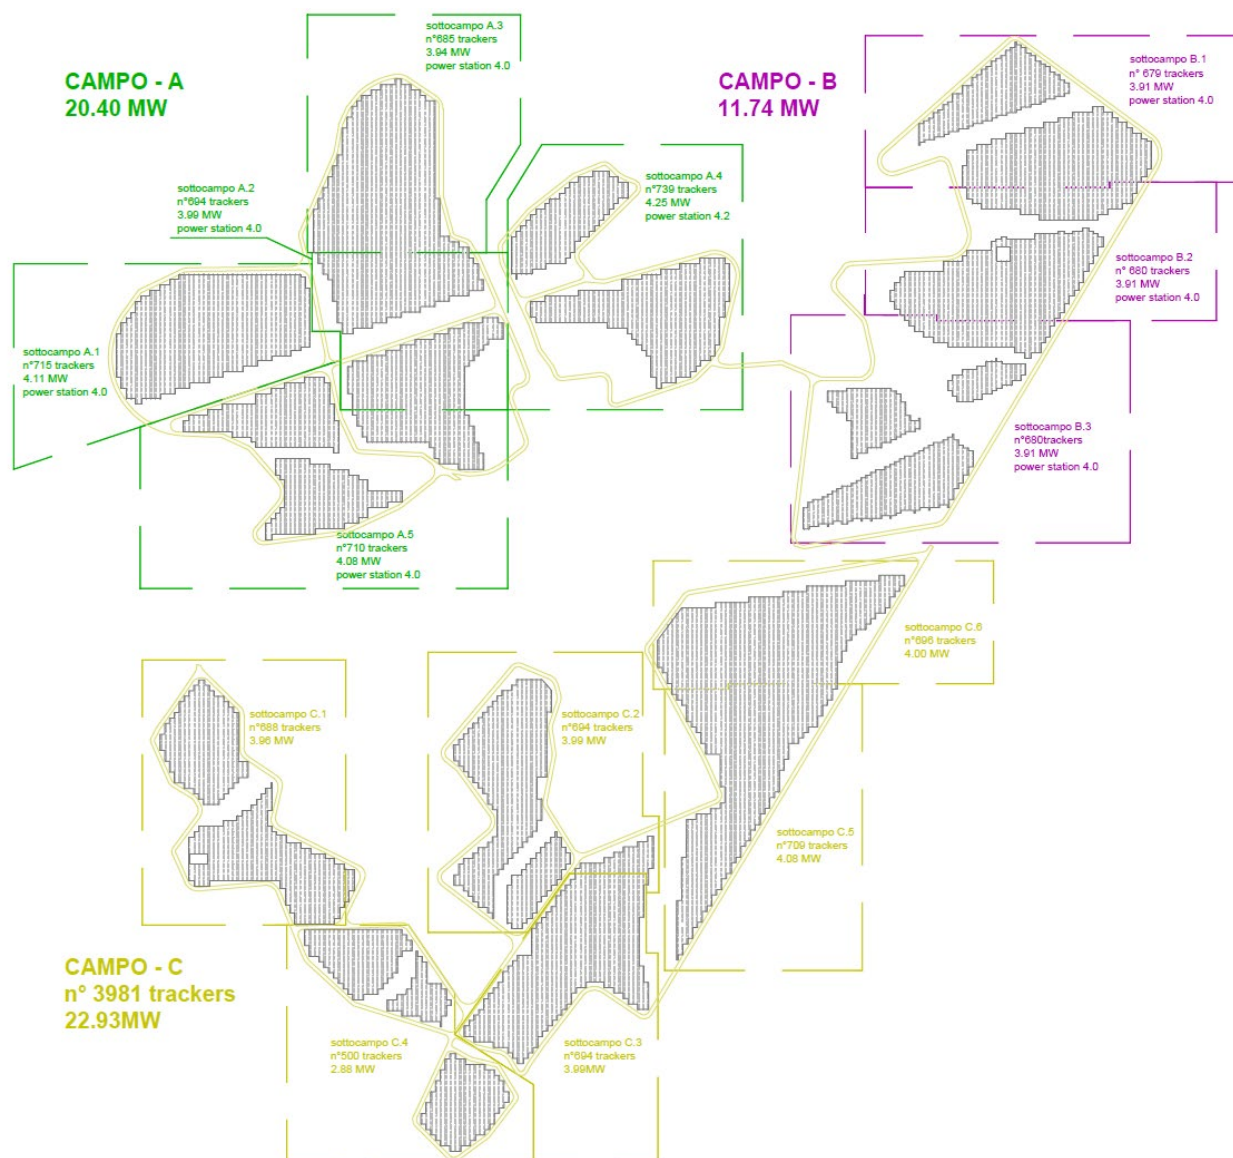 CAMPO - A
20.40 MW
sottocampo A.3
n°685 trackers
3.94 MW
power station 4.0
CAMPO - B
11.74 MW
sottocampo B.1
n° 679 trackers
3.91 MW
power station 4.0
sottocampo A.2
n°694 trackers
3.99 MW
power station 4.0
sottocampo A.4
n°739 trackers
4.25 MW
power station 4.2
sottocampo B.2
n° 680 trackers
3.91 MW
power station 4.0
sottocampo A.1
n°715 trackers
4.11 MW
power station 4.0
sottocampo B.3
n°680trackers
3.91 MW
power station 4.0
sottocampo A.5
n°710 trackers
4.08 MW
power station 4.0
sottocampo C.6
n°696 trackers
4.00 MW
sottocampo C.1
n°688 trackers
3.96 MW
sottocampo C.2
n°694 trackers
3.99 MW
sottocampo C.5
n°709 trackers
4.08 MW
CAMPO - C
n° 3981 trackers
22.93MW
sottocampo C.4
n°500 trackers
2.88 MW
sottocampo C.3
n°694 trackers
3.99MW